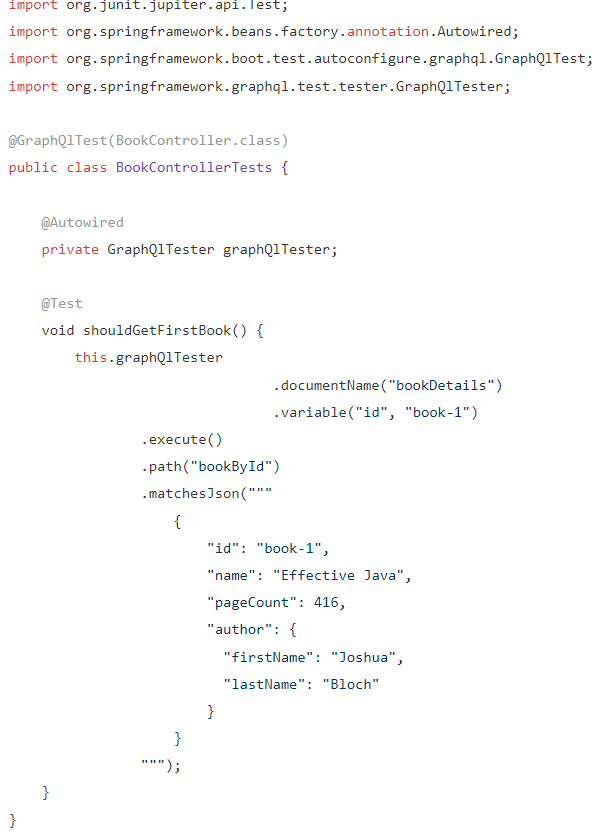 import org.junit.jupiter.api.Test;
import org.springframework.beans.factory.annotation.Autowired;
import org.springframework.boot.test.autoconfigure.graphql.GraphQlTest;
import org.springframework.graphql.test.tester.GraphQlTester;
@GraphQlTest(BookController.class)
public class BookControllerTests {
@Autowired
private GraphQlTester graphQlTester;
@Test
void shouldGetFirstBook() {
this.graphQlTester
.documentName("bookDetails")
.variable("id", "book-1")
.execute()
.path("bookById")
.matchesJson("""
{
"id": "book-1",
"name": "Effective Java",
"pageCount": 416,
"author": {
"firstName": "Joshua",
"lastName": "Bloch"
}
}
""");
}
}